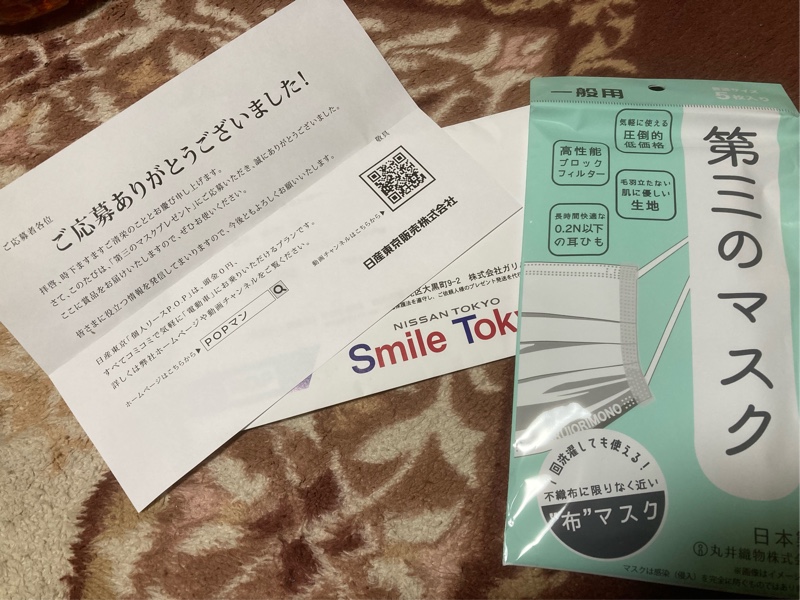 ご応募ありがとうございました！
ご応募者各位
拝啓、時下ますますご清栄のこととお慶び申し上げます。
さて、このたびは、「第三のマスクプレゼント」にご応募いただき、誠にありがとうございました。
ここに賞品をお届けいたしますので、ぜひお使いください。
皆さまに役立つ情報を発信してまいりますので、今後ともよろしくお願いいたします。
敬具
日産東京「個人リースPOP」は、頭金0円、
すべてコミコミで気軽に「電動車」にお乗りいただけるプランです。
詳しくは弊社ホームページや動画チャンネルをご覧ください。
ホームページはこちらから▶
POPマン
動画チャンネルはこちらから▶
日産東京販売株式会社
区大黒町9-2 株式会社ガリ
NISSAN TOKYO
Smile Toky
一般用
5枚入り
気軽に使える
圧倒的
低価格
高性能
ブロック
フィルター
毛羽立たない
肌に優しい
生地
長時間快適な
0.2N以下
の耳ひも
第三のマスク
UIORIMONO
回洗濯しても使える!
不織布に限りなく近い
"布"マスク
日本
丸井織物株式